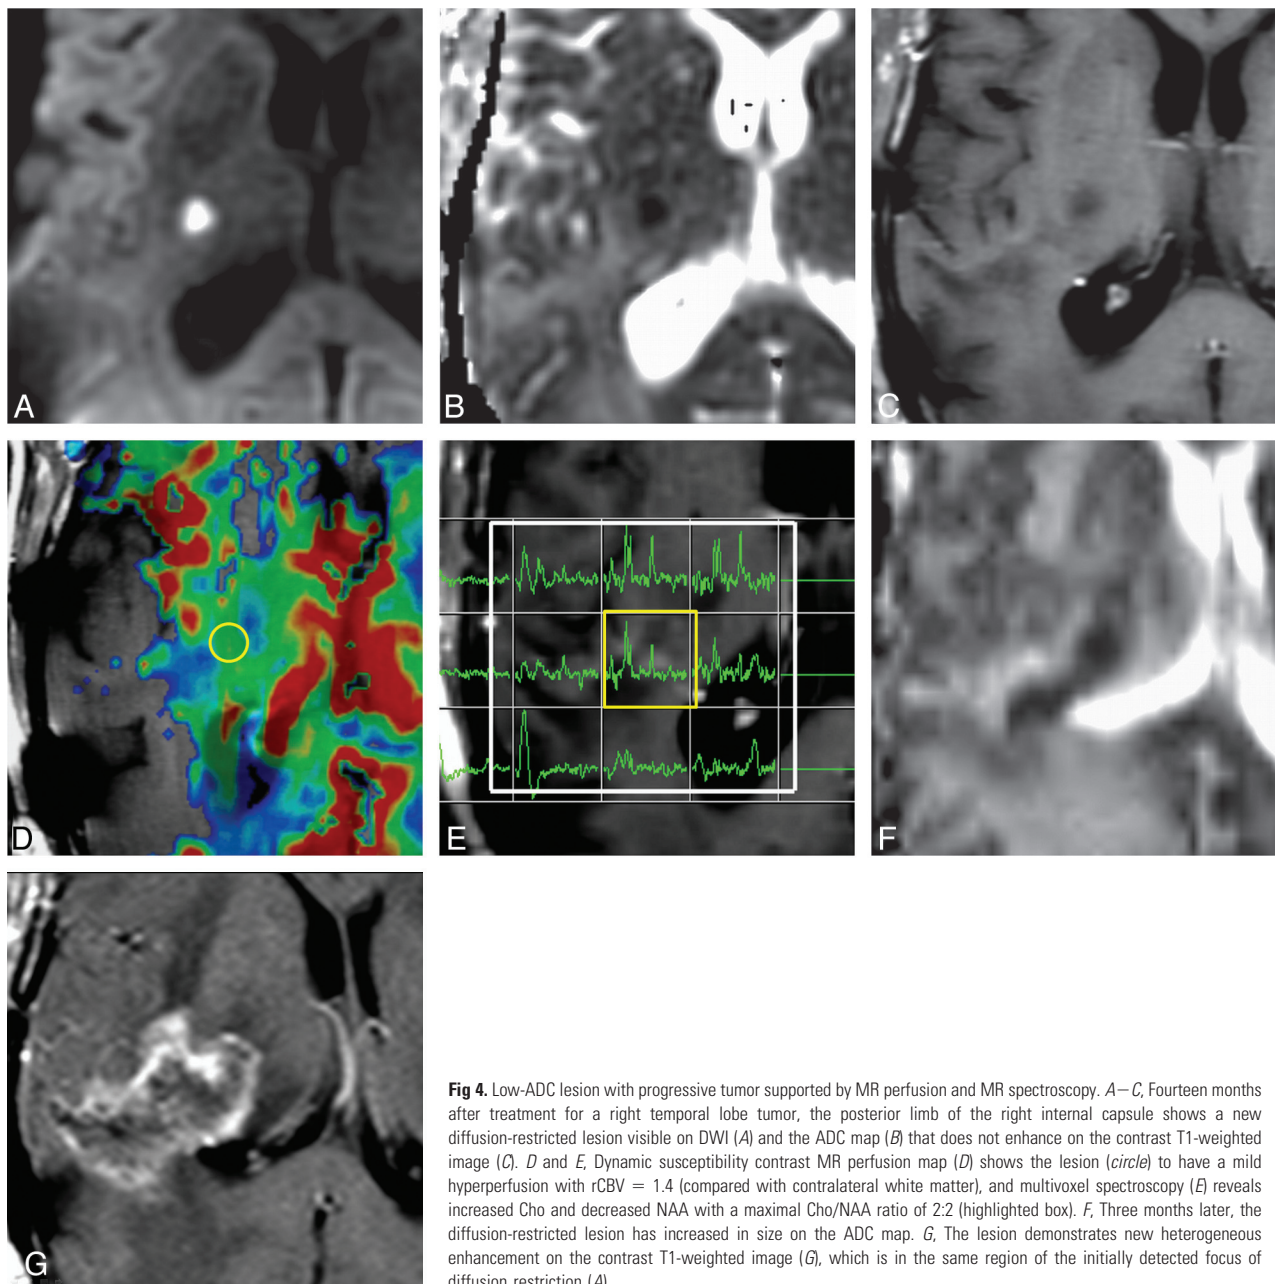 A
B
C
D
E
F
G
Fig 4. Low-ADC lesion with progressive tumor supported by MR perfusion and MR spectroscopy. A–C, Fourteen months
after treatment for a right temporal lobe tumor, the posterior limb of the right internal capsule shows a new
diffusion-restricted lesion visible on DWI (A) and the ADC map (B) that does not enhance on the contrast T1-weighted
image (C). D and E, Dynamic susceptibility contrast MR perfusion map (D) shows the lesion (circle) to have a mild
hyperperfusion with rCBV = 1.4 (compared with contralateral white matter), and multivoxel spectroscopy (E) reveals
increased Cho and decreased NAA with a maximal Cho/NAA ratio of 2:2 (highlighted box). F, Three months later, the
diffusion-restricted lesion has increased in size on the ADC map. G, The lesion demonstrates new heterogeneous
enhancement on the contrast T1-weighted image (G), which is in the same region of the initially detected focus of
diffusion restriction (A).